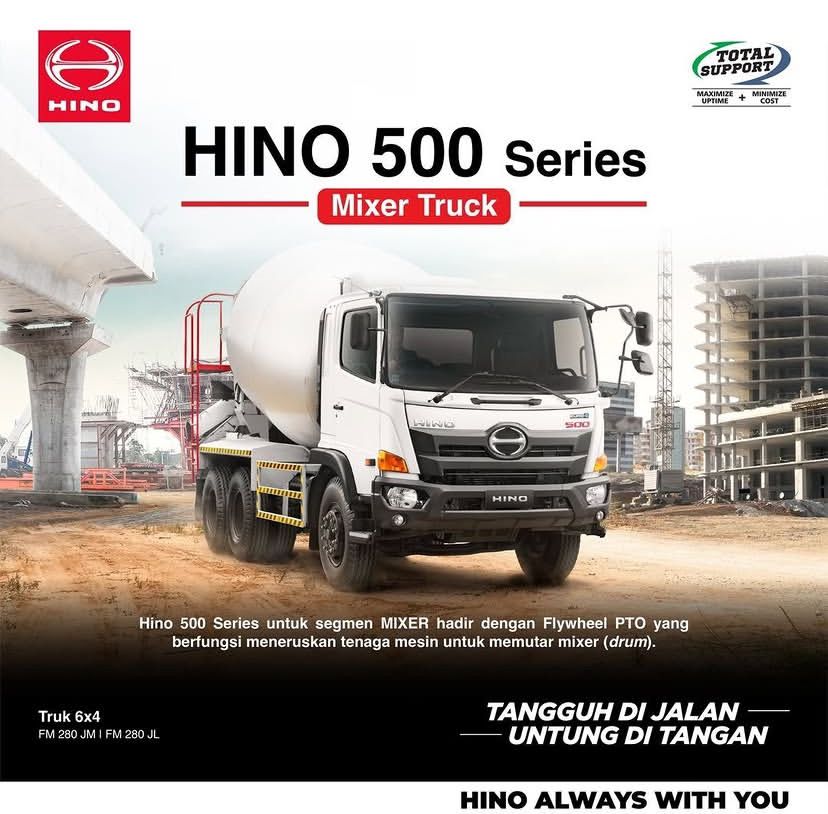 HINO
TOTAL
SUPPORT
MAXIMIZE UPTIME + MINIMIZE COST
HINO 500 Series
Mixer Truck
HINO
500
HINO
Hino 500 Series untuk segmen MIXER hadir dengan Flywheel PTO yang
berfungsi meneruskan tenaga mesin untuk memutar mixer (drum).
Truk 6x4
FM 280 JM | FM 280 JL
TANGGUH DI JALAN
UNTUNG DI TANGAN
HINO ALWAYS WITH YOU